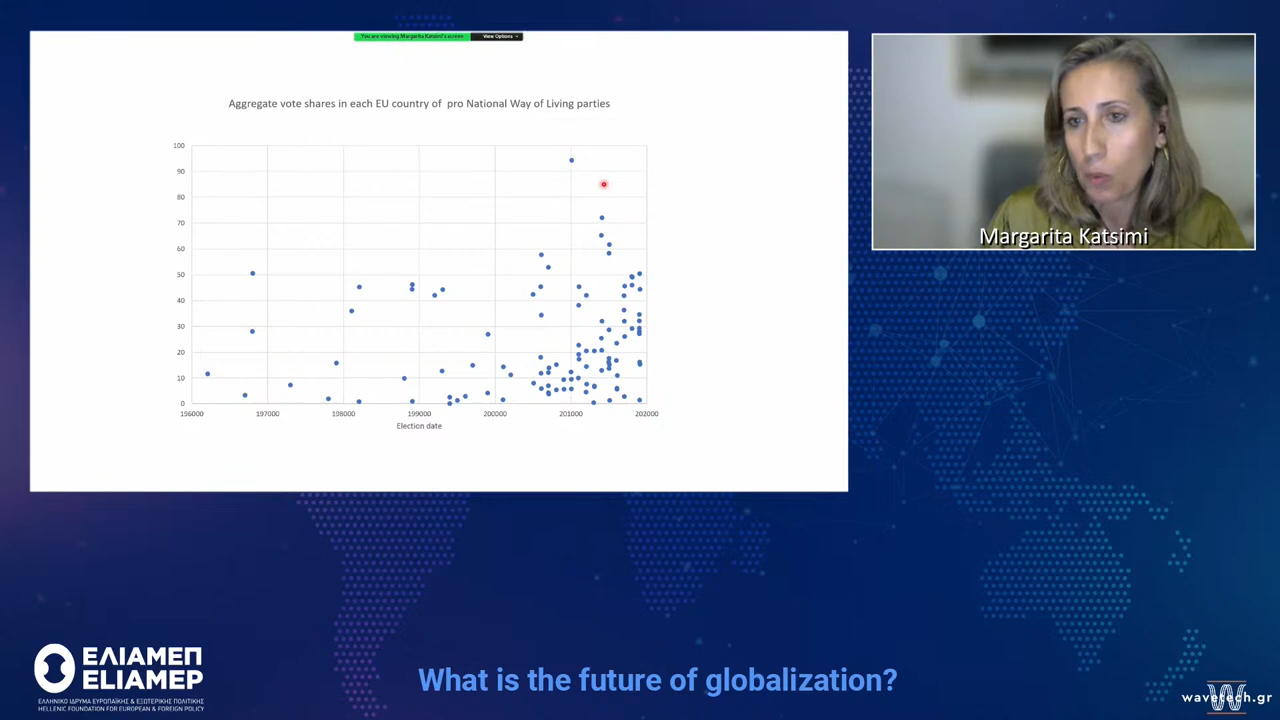 You are viewing Margarita Katsimi's screen
View Options
Aggregate vote shares in each EU country of pro National Way of Living parties
100
90
80
70
60
50
40
30
20
10
0
196000 197000 198000 199000 200000 201000 202000
Election date
Margarita Katsimi
ΕΛΙΑΜΕΠ
ELIAMEP
ΕΛΛΗΝΙΚΟ ΙΔΡΥΜΑ ΕΥΡΩΠΑΪΚΗΣ & ΕΞΩΤΕΡΙΚΗΣ ΠΟΛΙΤΙΚΗΣ
HELLENIC FOUNDATION FOR EUROPEAN & FOREIGN POLICY
What is the future of globalization?